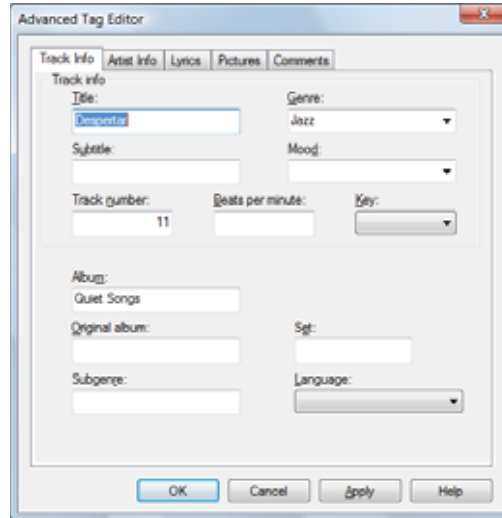 Advanced Tag Editor
Track Info Artist Info Lyrics Pictures Comments
Track info
Title: Genre:
Despertar Jazz
Subtitle: Mood:
Track number: Beats per minute: Key:
11
Album:
Quiet Songs
Original album: Set:
Subgenre: Language:
OK Cancel Apply Help